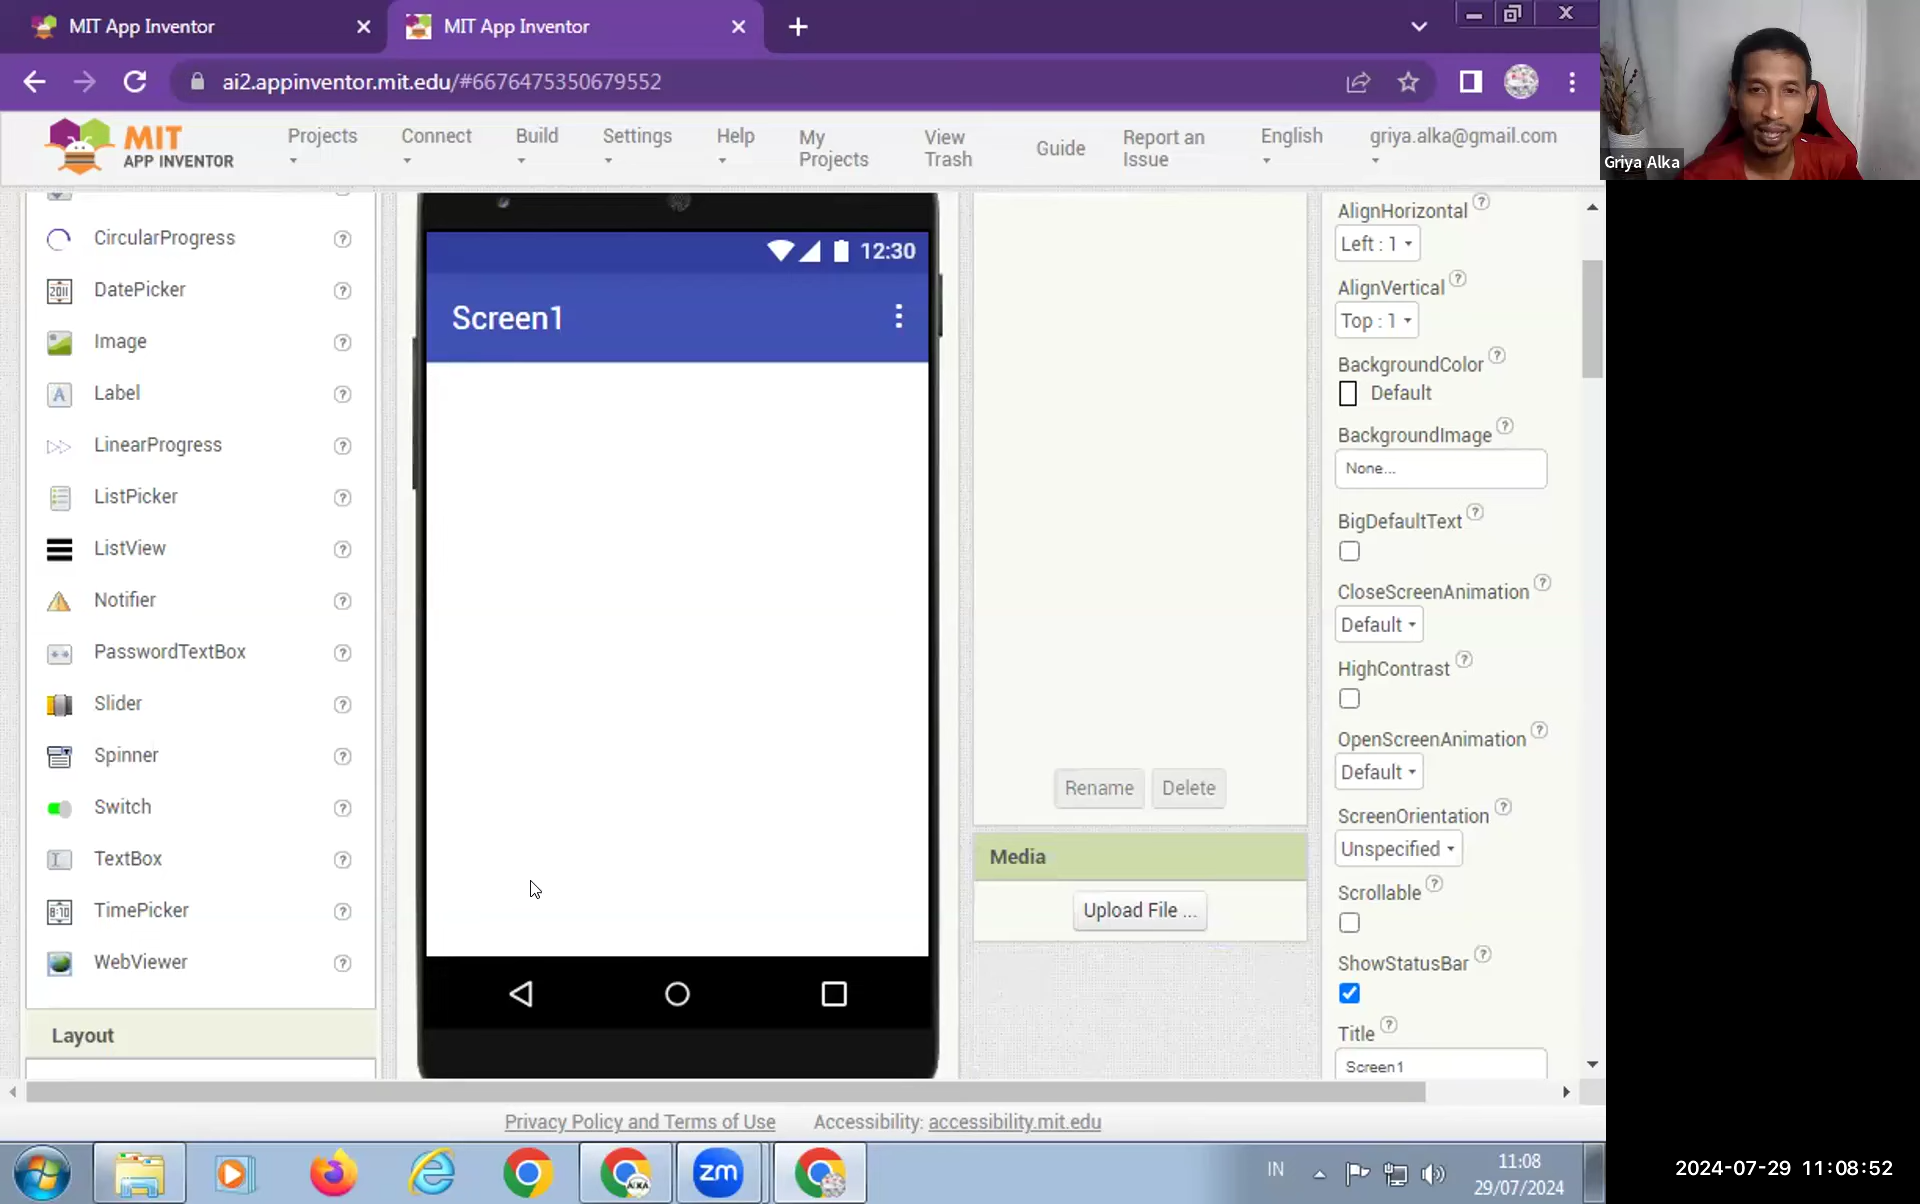 MIT App Inventor
MIT App Inventor
ai2.appinventor.mit.edu/#6676475350679552
MIT
APP INVENTOR
Projects
Connect
Build
Settings
Help
My
Projects
View
Trash
Guide
Report an
Issue
English
griya.alka@gmail.com
Griya Alka
CircularProgress
DatePicker
Image
Label
LinearProgress
ListPicker
ListView
Notifier
PasswordTextBox
Slider
Spinner
Switch
TextBox
TimePicker
WebViewer
Layout
12:30
Screen1
Rename
Delete
Media
Upload File ...
AlignHorizontal
Left : 1
AlignVertical
Top : 1
BackgroundColor
Default
BackgroundImage
None...
BigDefaultText
CloseScreenAnimation
Default
HighContrast
OpenScreenAnimation
Default
ScreenOrientation
Unspecified
Scrollable
ShowStatusBar
Title
Screen1
Privacy Policy and Terms of Use
Accessibility: accessibility.mit.edu
zm
IN
11:08
29/07/2024
2024-07-29 11:08:52